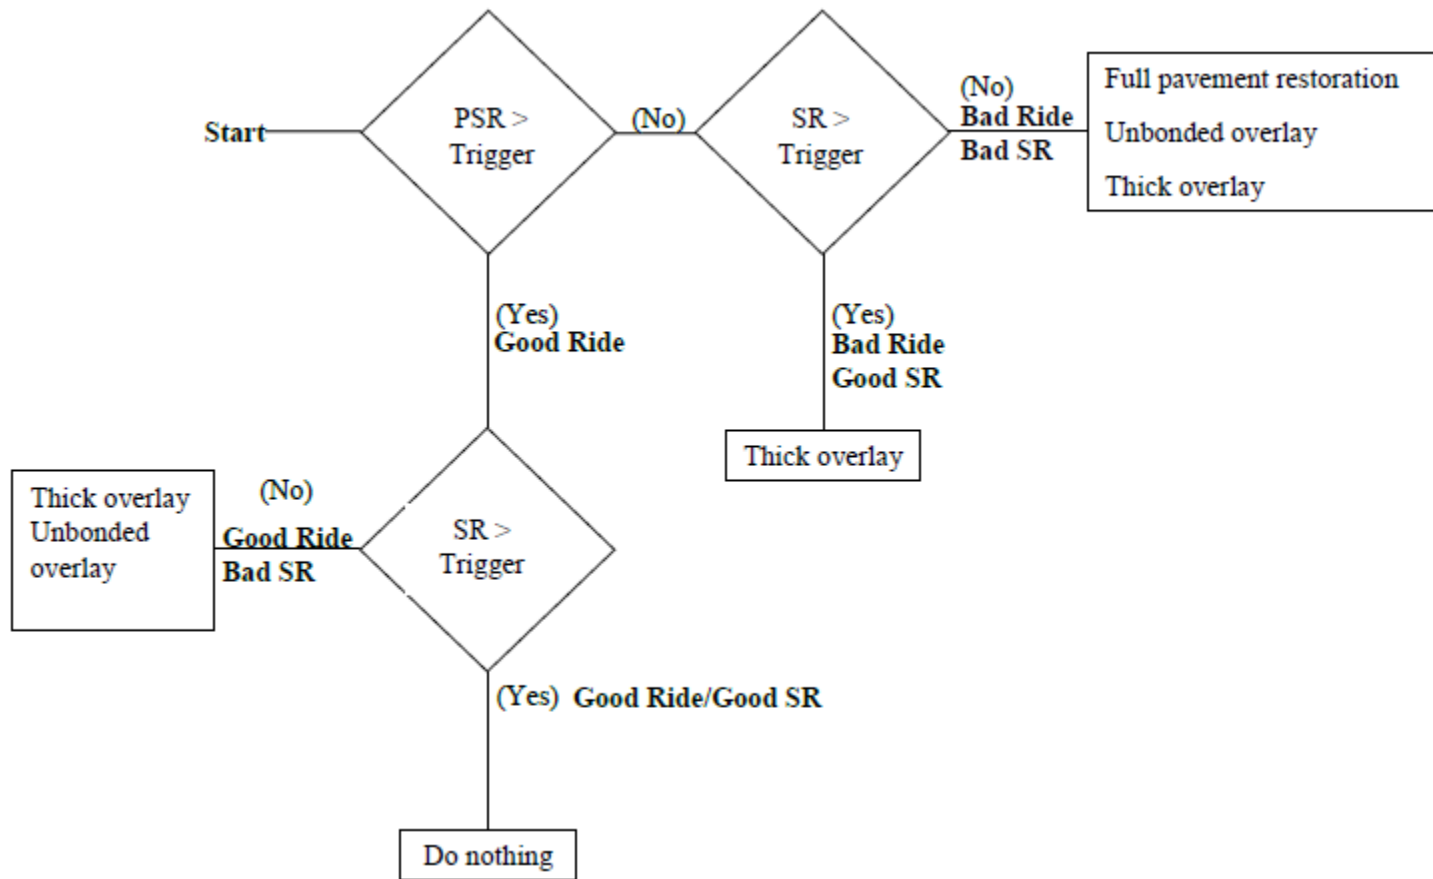 Start
PSR >
Trigger
(No)
SR >
Trigger
(No)
Bad Ride
Bad SR
Full pavement restoration
Unbonded overlay
Thick overlay
(Yes)
Good Ride
(Yes)
Bad Ride
Good SR
Thick overlay
Thick overlay
Unbonded
overlay
(No)
Good Ride
Bad SR
SR >
Trigger
(Yes) Good Ride/Good SR
Do nothing